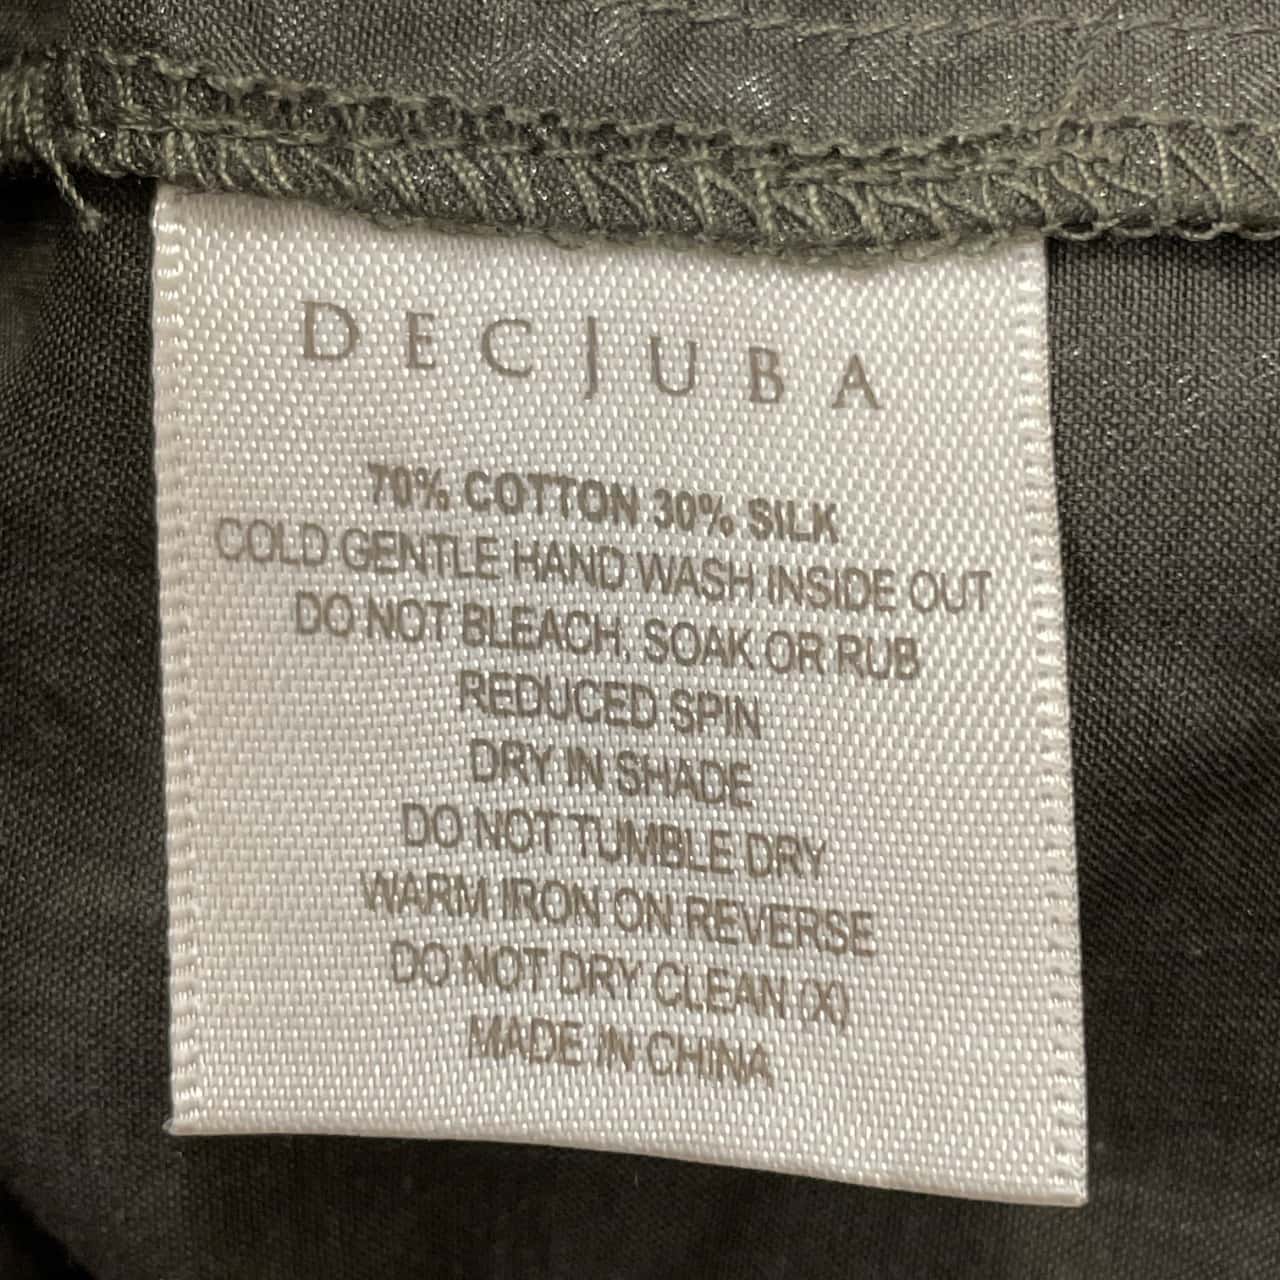 DECJUBA
70% COTTON 30% SILK
COLD GENTLE HAND WASH INSIDE OUT
DO NOT BLEACH, SOAK OR RUB
REDUCED SPIN
DRY IN SHADE
DO NOT TUMBLE DRY
WARM IRON ON REVERSE
DO NOT DRY CLEAN (X)
MADE IN CHINA